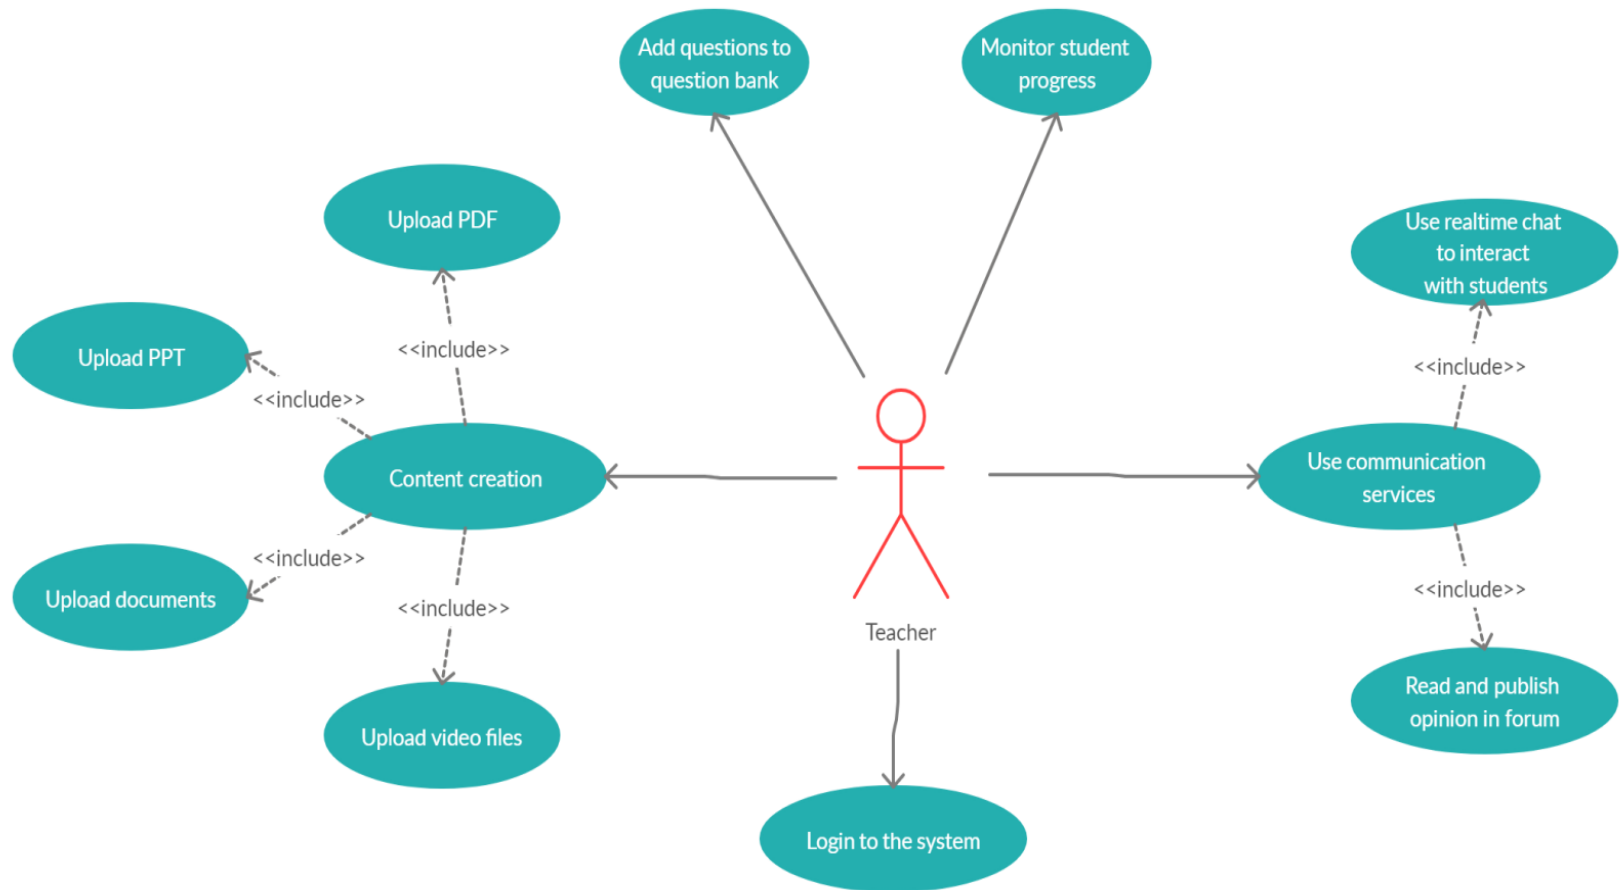 Add questions to
question bank
Monitor student
progress
Upload PDF
Use realtime chat
to interact
with students
Upload PPT
<<include>>
<<include>>
<<include>>
Content creation
Use communication
services
<<include>>
Upload documents
<<include>>
<<include>>
Teacher
Read and publish
opinion in forum
Upload video files
Login to the system